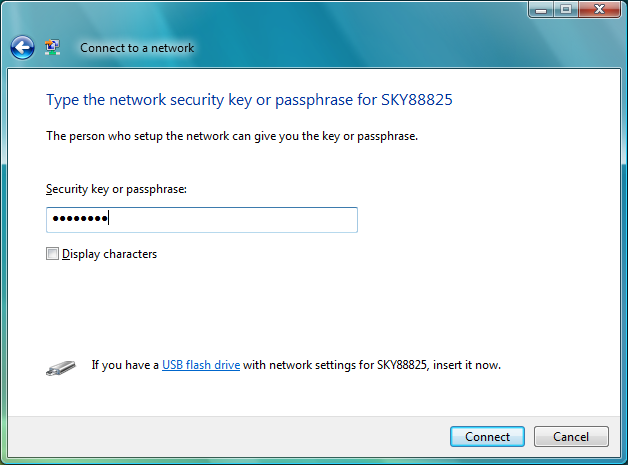 Connect to a network
Type the network security key or passphrase for SKY88825
The person who setup the network can give you the key or passphrase.
Security key or passphrase:
••••••••
Display characters
If you have a USB flash drive with network settings for SKY88825, insert it now.
Connect
Cancel